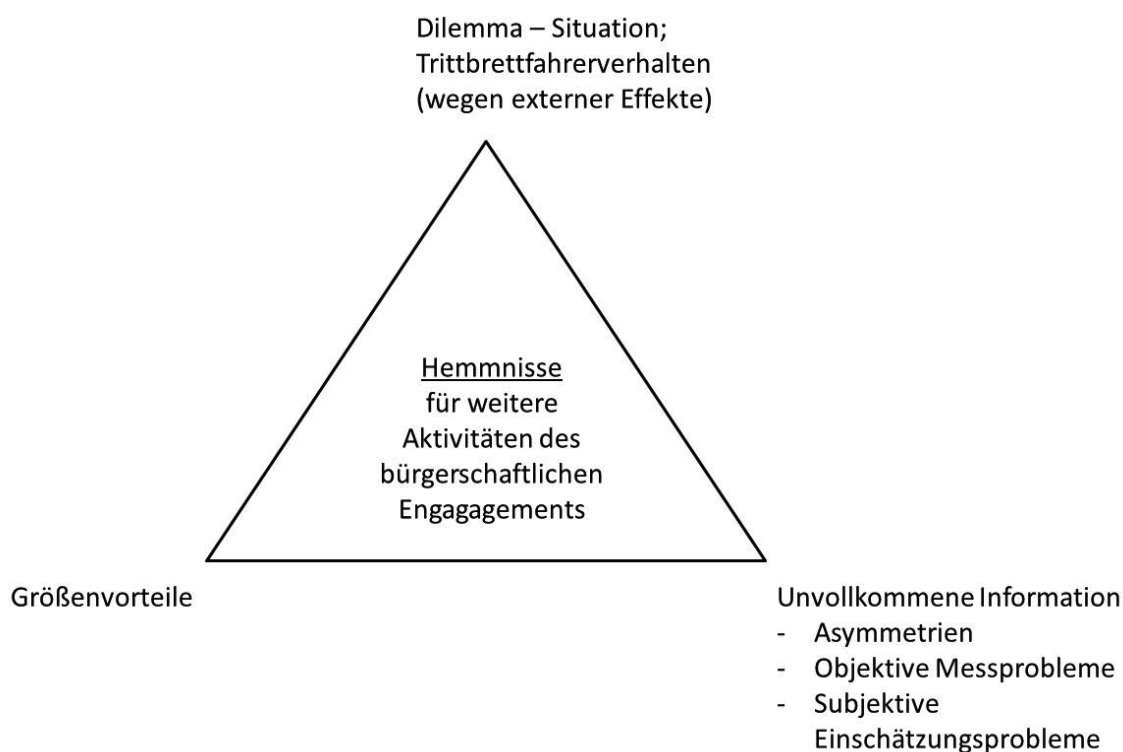 Dilemma – Situation;
Trittbrettfahrerverhalten
(wegen externer Effekte)
Hemmnisse
für weitere
Aktivitäten des
bürgerschaftlichen
Engagagements
Größenvorteile
Unvollkommene Information
- Asymmetrien
- Objektive Messprobleme
- Subjektive
Einschätzungsprobleme